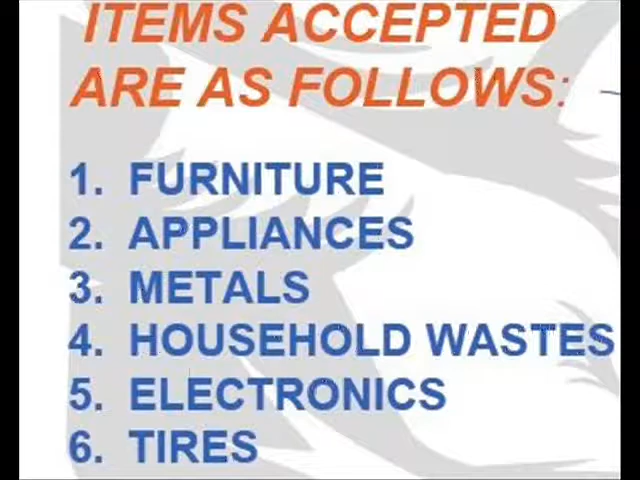 ITEMS ACCEPTED
ARE AS FOLLOWS:
1. FURNITURE
2. APPLIANCES
3. METALS
4. HOUSEHOLD WASTES
5. ELECTRONICS
6. TIRES